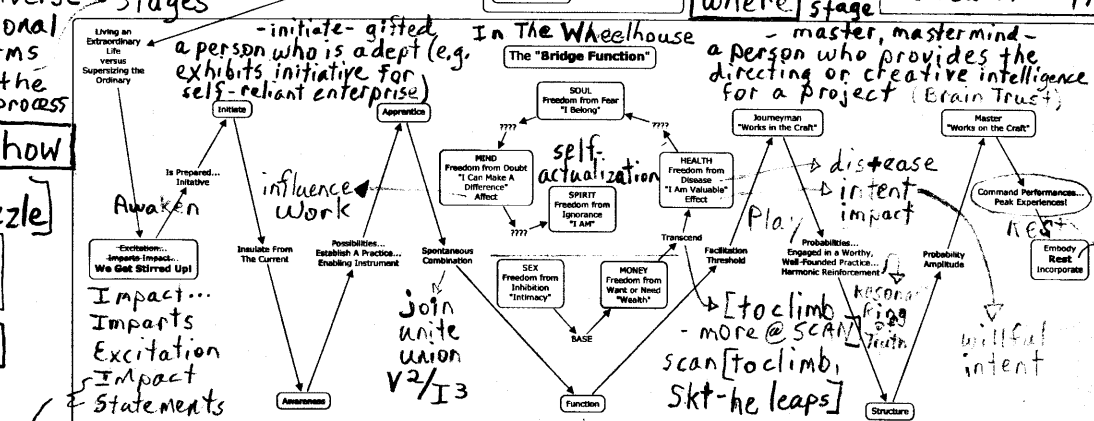 stages
where
stage
onal
rms
the
process
how
zzle]
Living an
Extraordinary
Life
versus
Supersizing the
Ordinary
-initiate- gifted
a person who is adept (e.g.
exhibits initiative for
self-reliant enterprise)
In The Wheelhouse
The "Bridge Function"
- master, mastermind-
a person who provides the
directing or creative intelligence
for a project (Brain Trust)
Initiate
Apprentice
Journeyman
"Works in the Craft"
Master
"Works on the Craft"
SOUL
Freedom from Fear
"I Belong"
????
????
MIND
Freedom from Doubt
"I Can Make A
Difference"
Affect
self-
actualization
SPIRIT
Freedom from
Ignorance
"I AM"
????
HEALTH
Freedom from
Disease
"I Am Valuable"
Effect
Is Prepared...
Initative
Awaken
influence
work
dis+ease
intent
impact
Play
Command Performances...
Peak Experiences!
REST
Excitation...
Imparts Impact...
We Get Stirred Up!
Insulate From
The Current
Possibilities...
Establish A Practice...
Enabling Instrument
Spontaneous
Combination
Transcend
Facilitation
Threshold
Probabilities...
Engaged in a Worthy,
Well-Founded Practice...
Harmonic Reinforcement
Probability
Amplitude
Embody
Rest
Incorporate
SEX
Freedom from
Inhibition
"Intimacy"
MONEY
Freedom from
Want or Need
"Wealth"
BASE
Impact...
Imparts
Excitation
Impact
Statements
join
unite
union
V2/I3
[to climb
- more @ SCAN]
scan [to climb,
Skt-he leaps]
willful
intent
Awareness
Function
Structure